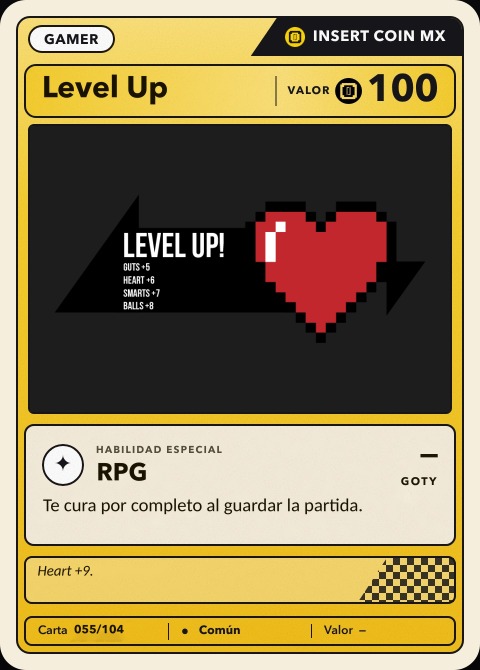 GAMER
INSERT COIN MX
Level Up
VALOR 100
LEVEL UP!
GUTS +5
HEART +6
SMARTS +7
BALLS +8
HABILIDAD ESPECIAL
RPG
—
GOTY
Te cura por completo al guardar la partida.
Heart +9.
Carta 055/104 • Común Valor –